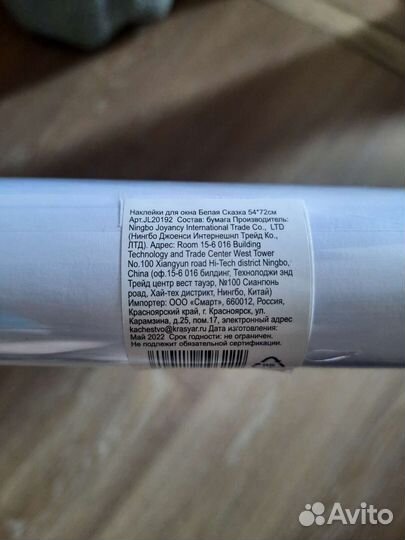 Наклейки для окна Белая Сказка 54*72см
Арт.JL20192 Состав: бумага Производитель:
Ningbo Joyancy International Trade Co., LTD
(Нингбо Джоенси Интернешнл Трейд Ко.,
ЛТД). Адрес: Room 15-6 016 Building
Technology and Trade Center West Tower
No.100 Xiangyun road Hi-Tech district Ningbo,
China (оф.15-6 016 билдинг, Технолоджи энд
Трейд центр вест тауэр, №100 Сиангюнь
роад, Хай-тех дистрикт, Нингбо, Китай)
Импортер: ООО «Смарт», 660012, Россия,
Красноярский край, г. Красноярск, ул.
Карамзина, д.25, пом.17, электронный адрес
kachestvo@krasyar.ru Дата изготовления:
Май 2022 Срок годности: не ограничен.
Не подлежит обязательной сертификации.
Avito